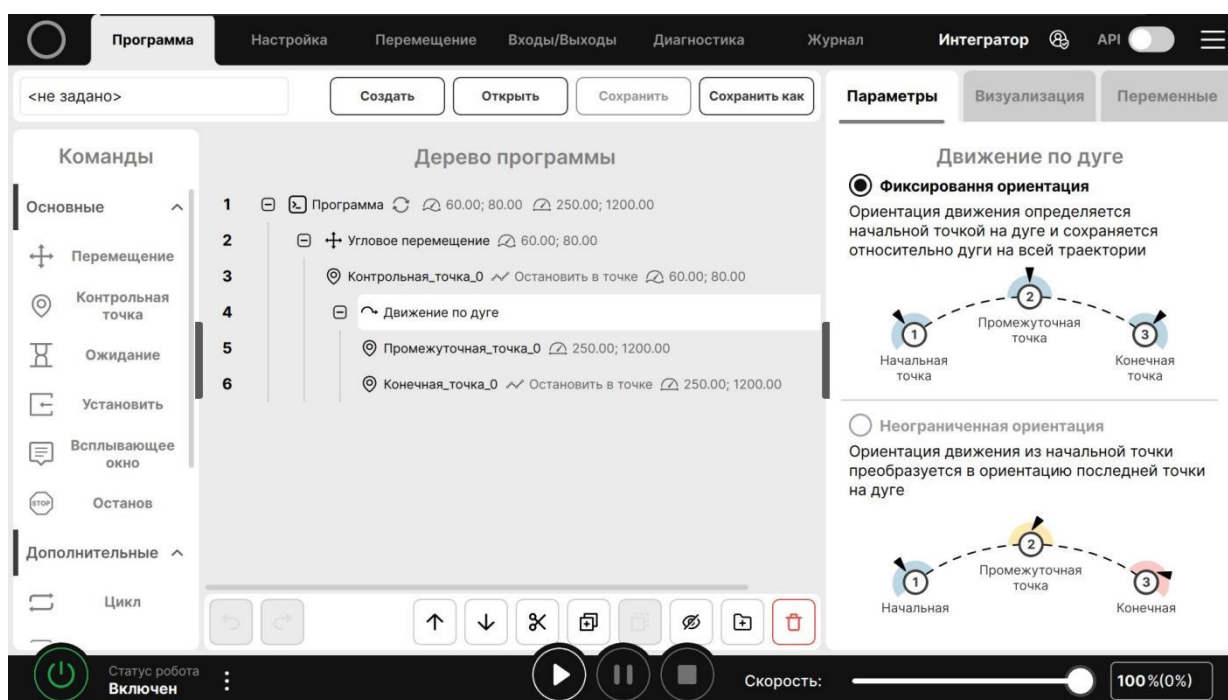 Программа
Настройка
Перемещение
Входы/Выходы
Диагностика
Журнал
Интегратор
API
<не задано>
Создать
Открыть
Сохранить
Сохранить как
Параметры
Визуализация
Переменные
Команды
Основные
Перемещение
Контрольная
точка
Ожидание
Установить
Всплывающее
окно
STOP
Останов
Дополнительные
Цикл
Дерево программы
1 Программа 60.00; 80.00 250.00; 1200.00
2 Угловое перемещение 60.00; 80.00
3 Контрольная_точка_0 Остановить в точке 60.00; 80.00
4 Движение по дуге
5 Промежуточная_точка_0 250.00; 1200.00
6 Конечная_точка_0 Остановить в точке 250.00; 1200.00
Движение по дуге
Фиксировання ориентация
Ориентация движения определяется
начальной точкой на дуге и сохраняется
относительно дуги на всей траектории
2
Промежуточная
точка
1
3
Начальная
точка
Конечная
точка
Неограниченная ориентация
Ориентация движения из начальной точки
преобразуется в ориентацию последней точки
на дуге
2
Промежуточная
точка
1
3
Начальная
Конечная
Статус робота
Включен
Скорость:
100%(0%)